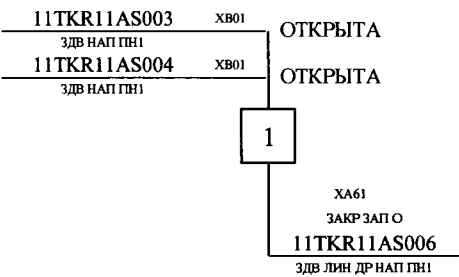 11TKR11AS003 XB01 ОТКРЫТА
ЗДВ НАП ПН1
11TKR11AS004 XB01 ОТКРЫТА
ЗДВ НАП ПН1
1
XA61
ЗАКР ЗАП О
11TKR11AS006
ЗДВ ЛИН ДР НАП ПН1